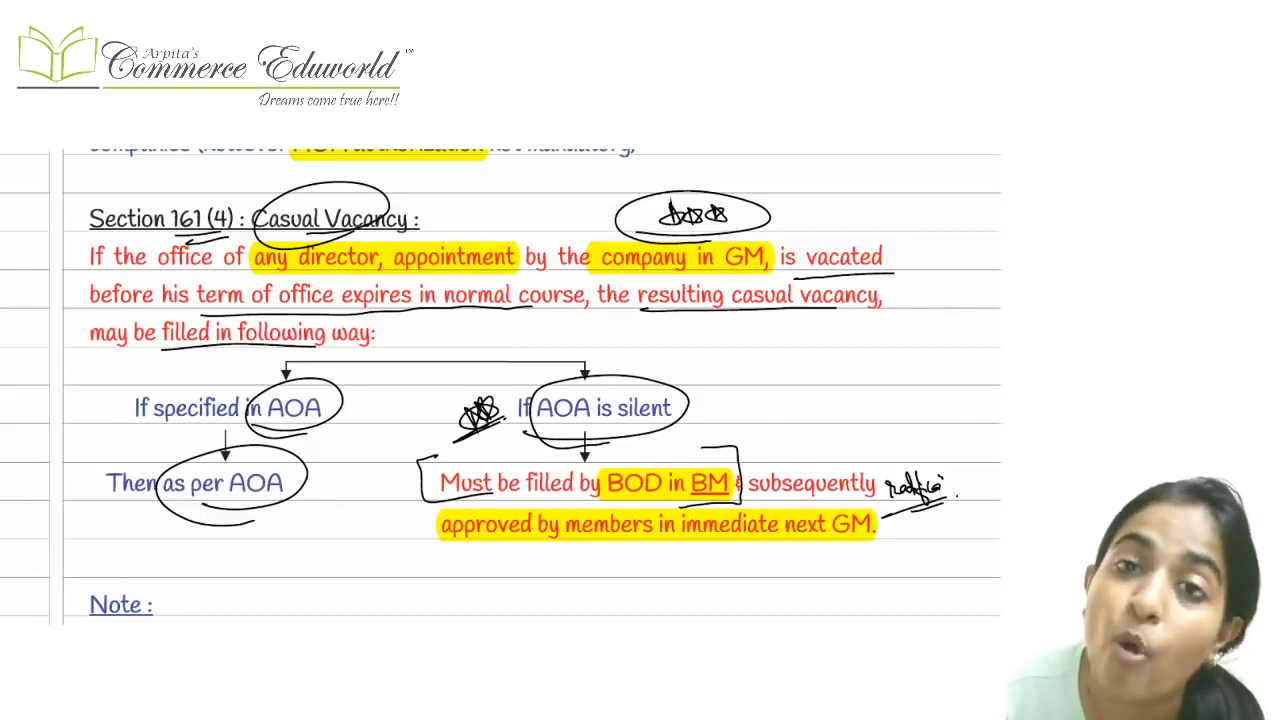 Arpita's
Commerce Eduworld™
Dreams come true here!!
Section 161 (4) : Casual Vacancy :
If the office of any director, appointment by the company in GM, is vacated
before his term of office expires in normal course, the resulting casual vacancy,
may be filled in following way:
If specified in AOA
If AOA is silent
Then as per AOA
Must be filled by BOD in BM & subsequently
approved by members in immediate next GM.
Note :